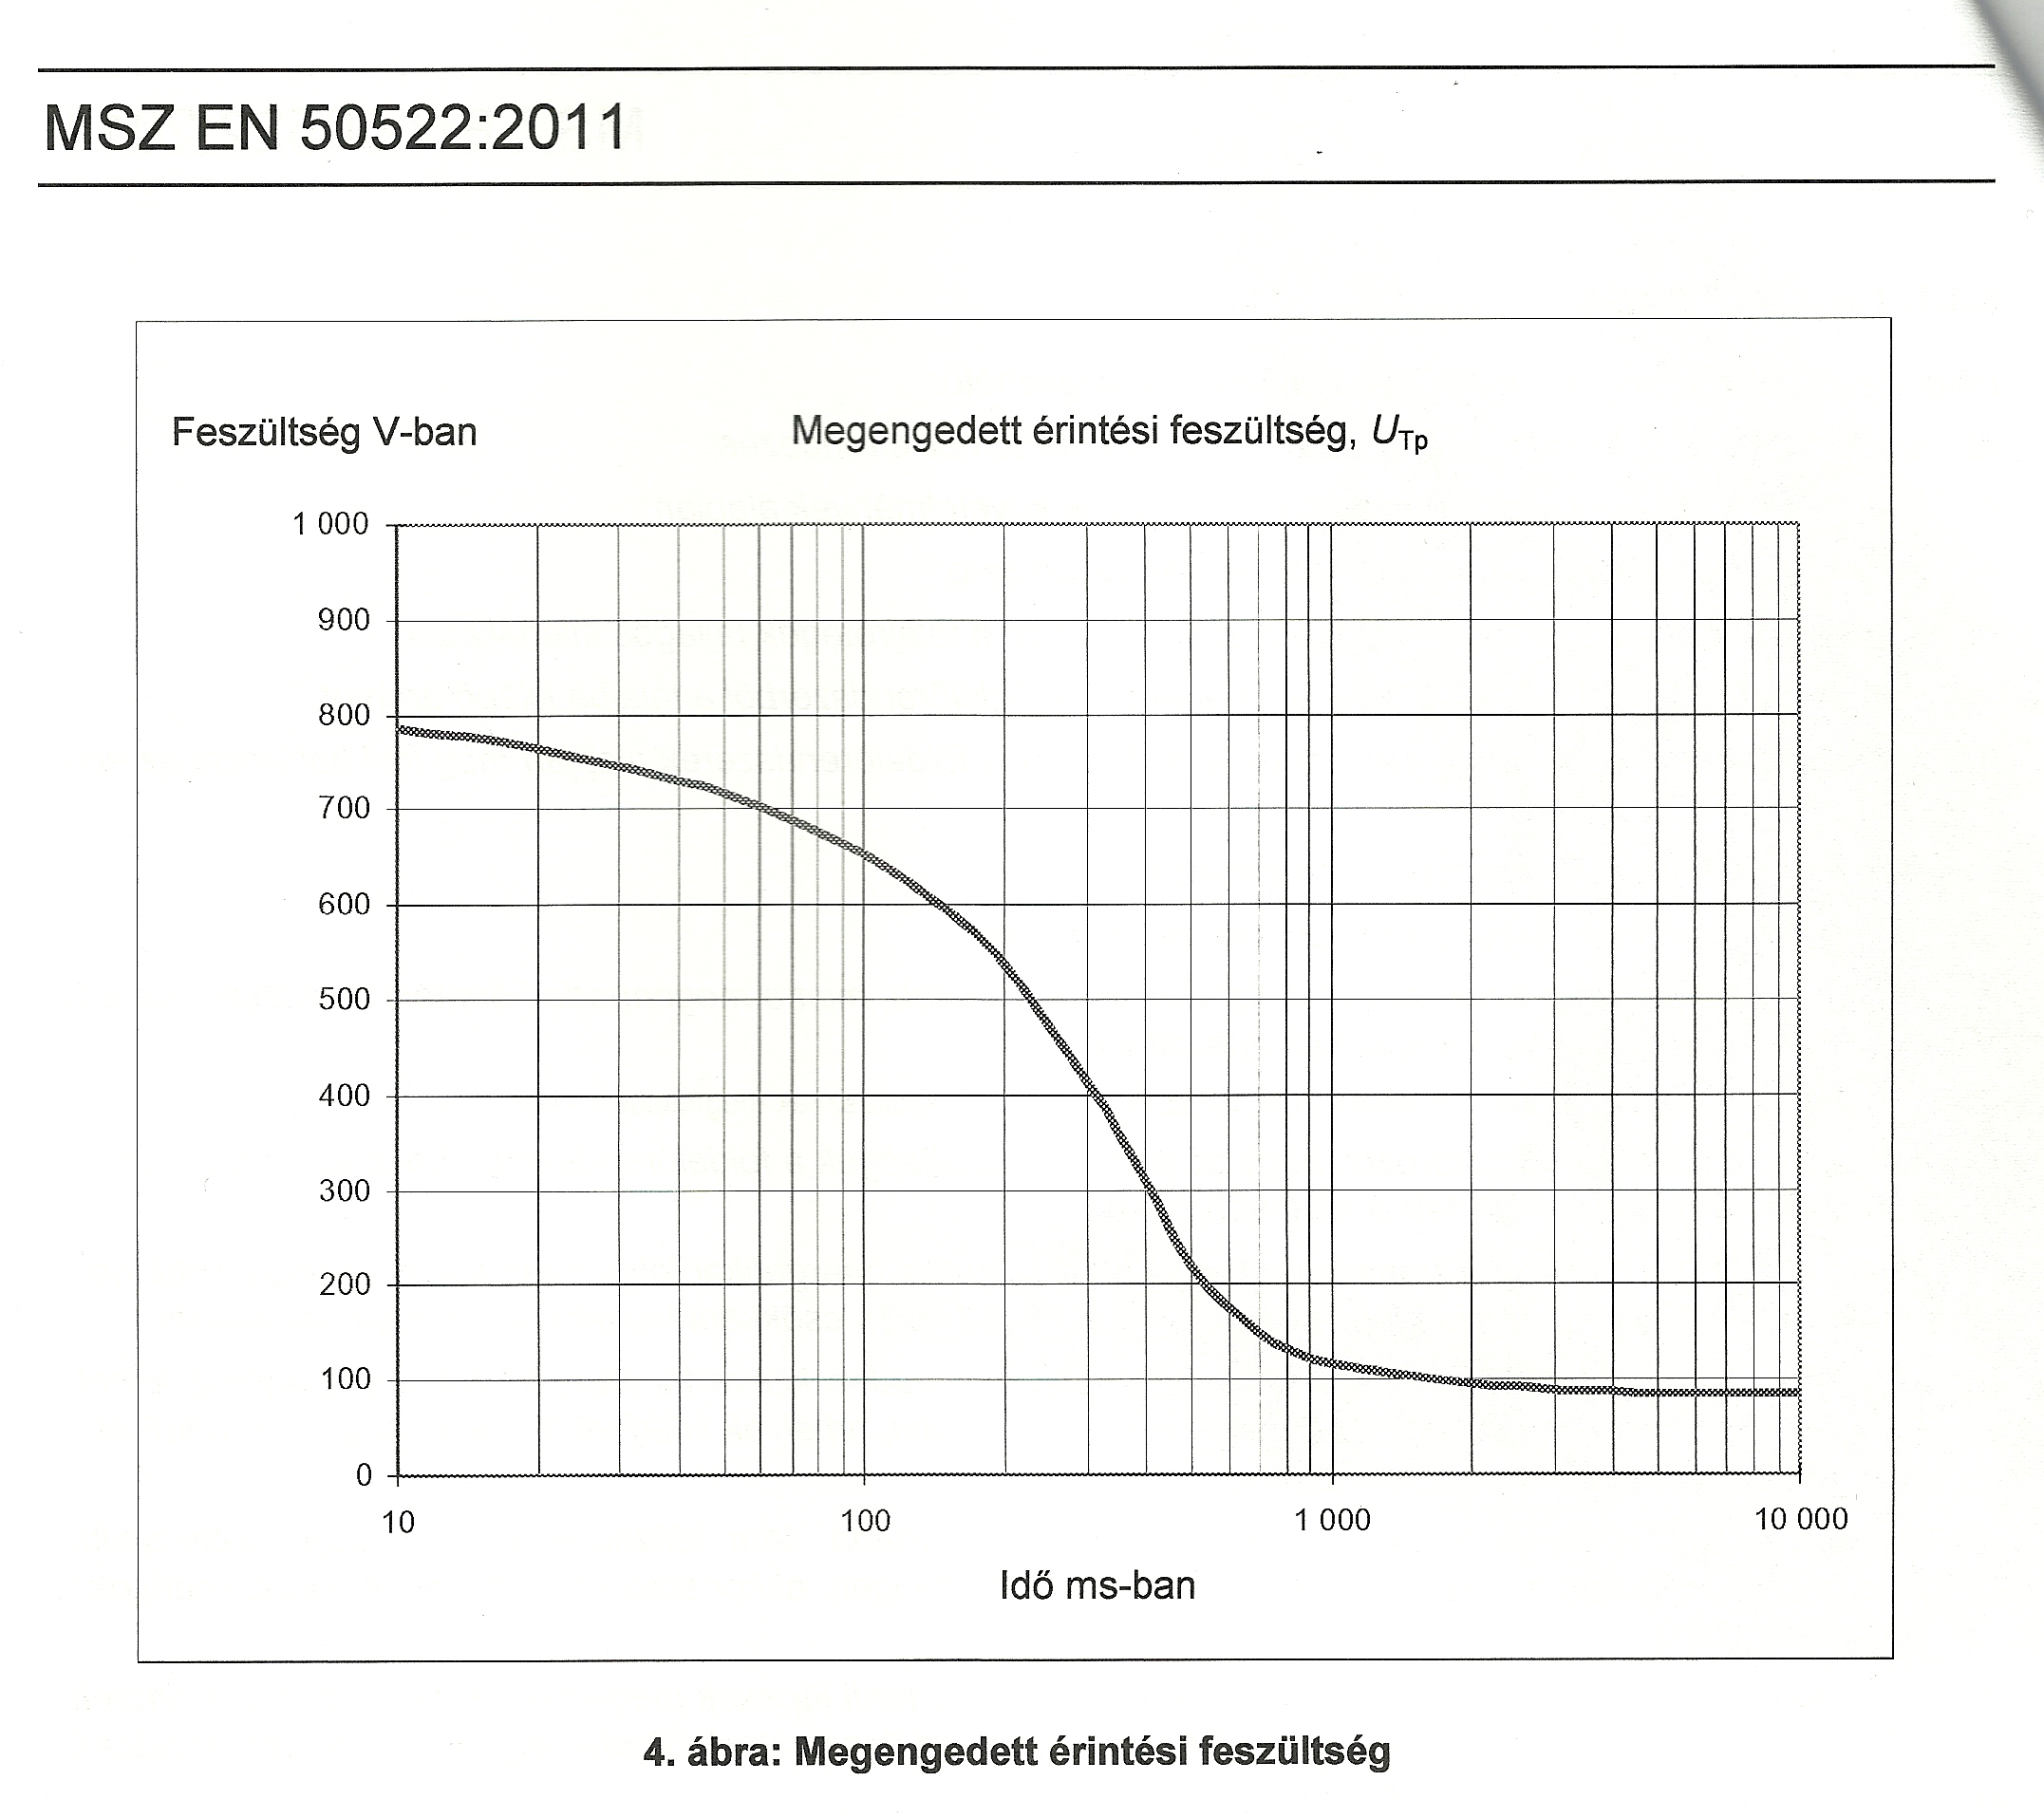 MSZ EN 50522:2011
Feszültség V-ban
Megengedett érintési feszültség, UTp
1 000
900
800
700
600
500
400
300
200
100
0
10 100 1 000 10 000
Idő ms-ban
4. ábra: Megengedett érintési feszültség